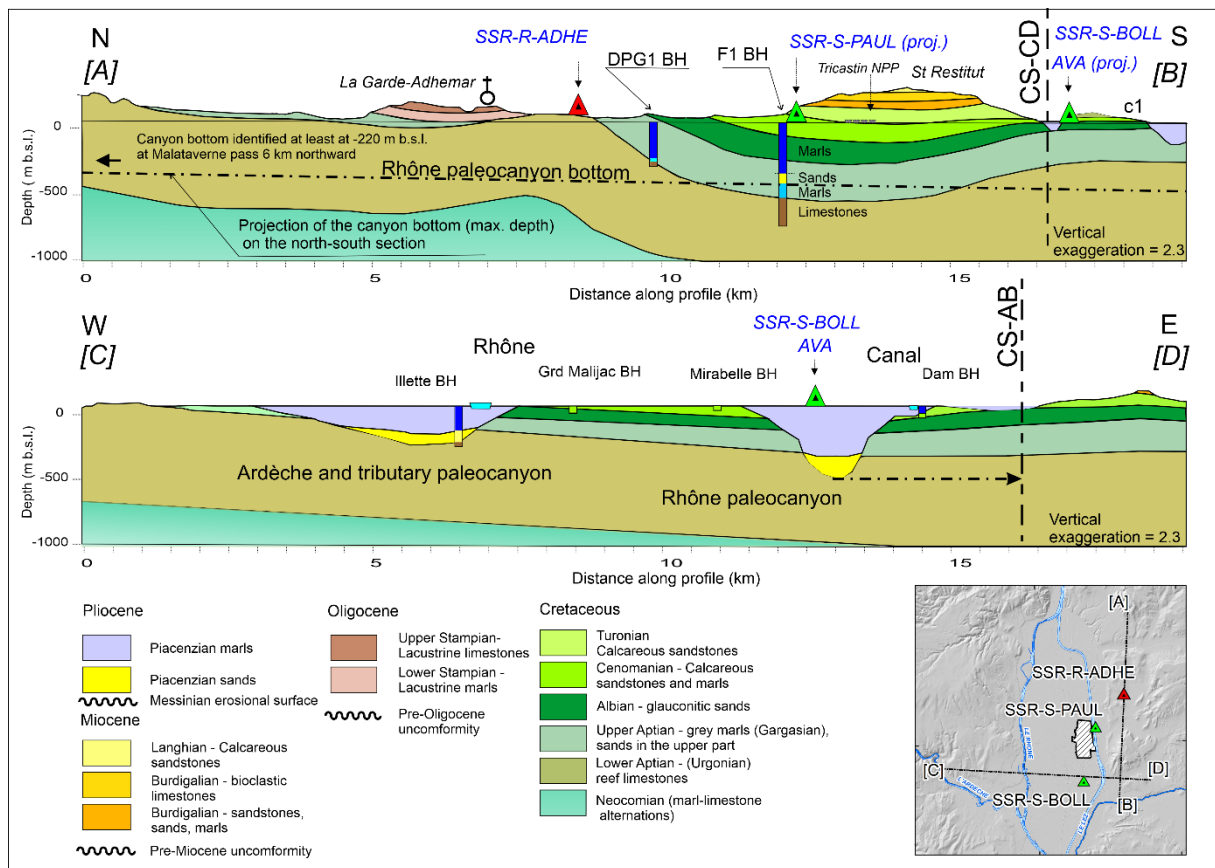 N
[A]
SSR-R-ADHE
DPG1 BH
F1 BH
SSR-S-PAUL (proj.)
CS-CD
SSR-S-BOLL
AVA (proj.)
S
[B]
La Garde-Adhemar
Tricastin NPP
St Restitut
c1
Depth ( m b.s.l.)
0
-500
-1000
Canyon bottom identified at least at -220 m b.s.l.
at Malataverne pass 6 km northward
Rhône paleocanyon bottom
Projection of the canyon bottom (max. depth)
on the north-south section
Marls
Sands
Marls
Limestones
Vertical
exaggeration = 2.3
0
5
10
15
Distance along profile (km)
W
[C]
Rhône
SSR-S-BOLL
AVA
Canal
CS-AB
E
[D]
Illette BH
Grd Malijac BH
Mirabelle BH
Dam BH
Depth (m b.s.l.)
0
-500
-1000
Ardèche and tributary paleocanyon
Rhône paleocanyon
Vertical
exaggeration = 2.3
0
5
10
15
Distance along profile (km)
Pliocene
Piacenzian marls
Piacenzian sands
Messinian erosional surface
Miocene
Langhian - Calcareous
sandstones
Burdigalian - bioclastic
limestones
Burdigalian - sandstones,
sands, marls
Pre-Miocene uncomformity
Oligocene
Upper Stampian-
Lacustrine limestones
Lower Stampian -
Lacustrine marls
Pre-Oligocene
uncomformity
Cretaceous
Turonian
Calcareous sandstones
Cenomanian - Calcareous
sandstones and marls
Albian - glauconitic sands
Upper Aptian - grey marls (Gargasian),
sands in the upper part
Lower Aptian - (Urgonian)
reef limestones
Neocomian (marl-limestone
alternations)
[A]
SSR-R-ADHE
SSR-S-PAUL
LE RHONE
[C]
[D]
L'ARDÈCHE
SSR-S-BOLL
[B]
LE LEZ